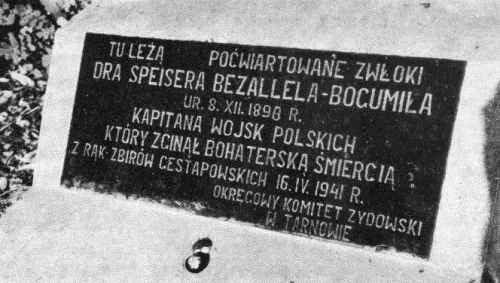 TU LEŻĄ POĆWIARTOWANE ZWŁOKI
DRA SPEISERA BEZALLELA-BOGUMIŁA
UR. 8. XII. 1898 R.
KAPITANA WOJSK POLSKICH
KTÓRY ZGINĄŁ BOHATERSKĄ ŚMIERCIĄ
Z RĄK ZBIRÓW GESTAPOWSKICH 16. IV. 1941 R.
OKRĘGOWY KOMITET ŻYDOWSKI
W TARNOWIE
8